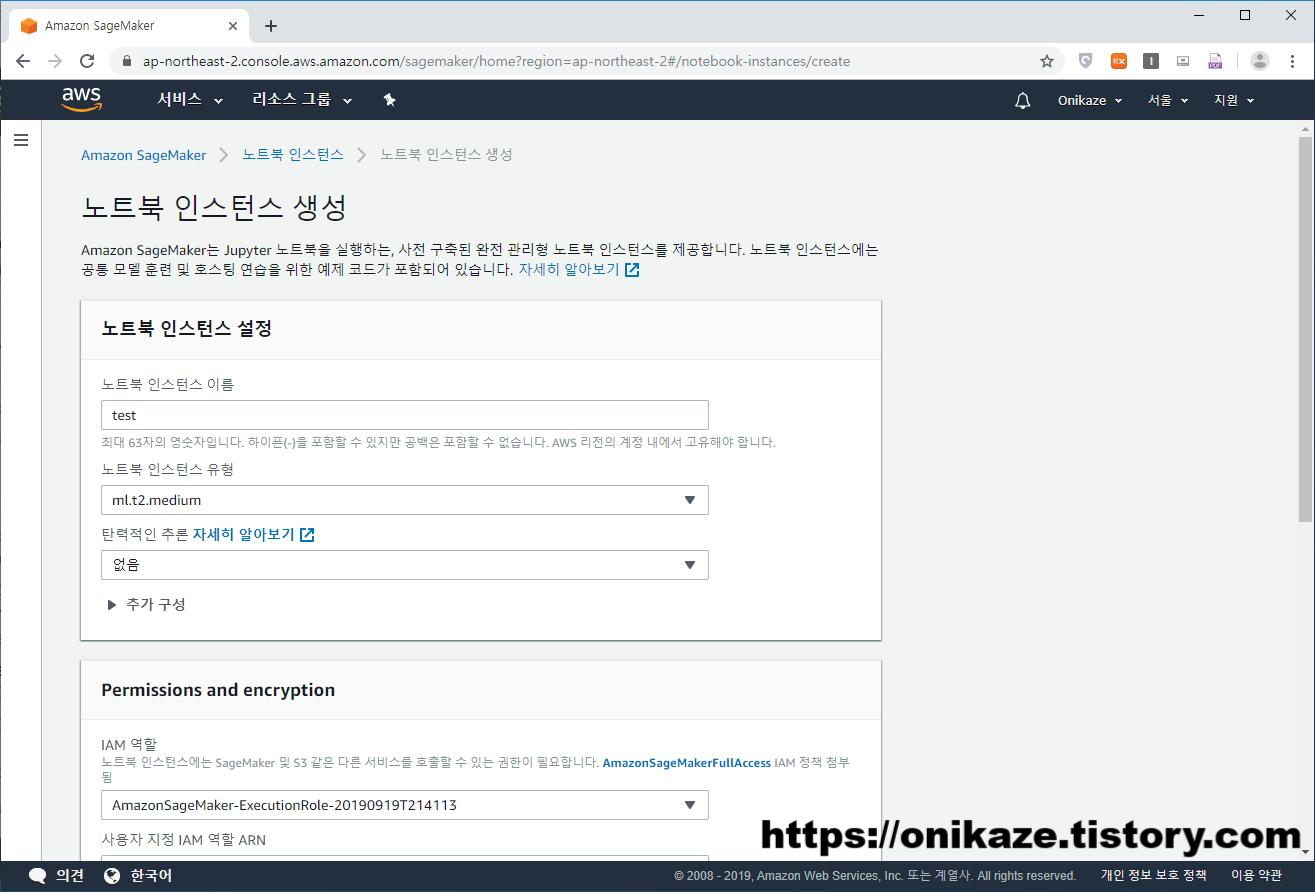 Amazon SageMaker
ap-northeast-2.console.aws.amazon.com/sagemaker/home?region=ap-northeast-2#/notebook-instances/create
aws 서비스 리소스 그룹 Onikaze 서울 지원
Amazon SageMaker 노트북 인스턴스 노트북 인스턴스 생성
노트북 인스턴스 생성
Amazon SageMaker는 Jupyter 노트북을 실행하는, 사전 구축된 완전 관리형 노트북 인스턴스를 제공합니다. 노트북 인스턴스에는
공통 모델 훈련 및 호스팅 연습을 위한 예제 코드가 포함되어 있습니다. 자세히 알아보기
노트북 인스턴스 설정
노트북 인스턴스 이름
test
최대 63자의 영숫자입니다. 하이픈(-)을 포함할 수 있지만 공백은 포함할 수 없습니다. AWS 리전의 계정 내에서 고유해야 합니다.
노트북 인스턴스 유형
ml.t2.medium
탄력적인 추론 자세히 알아보기
없음
추가 구성
Permissions and encryption
IAM 역할
노트북 인스턴스에는 SageMaker 및 S3 같은 다른 서비스를 호출할 수 있는 권한이 필요합니다. AmazonSageMakerFullAccess IAM 정책 첨부
됨
AmazonSageMaker-ExecutionRole-20190919T214113
사용자 지정 IAM 역할 ARN
https://onikaze.tistory.com
의견 한국어 © 2008 - 2019, Amazon Web Services, Inc. 또는 계열사. All rights reserved. 개인 정보 보호 정책 이용 약관